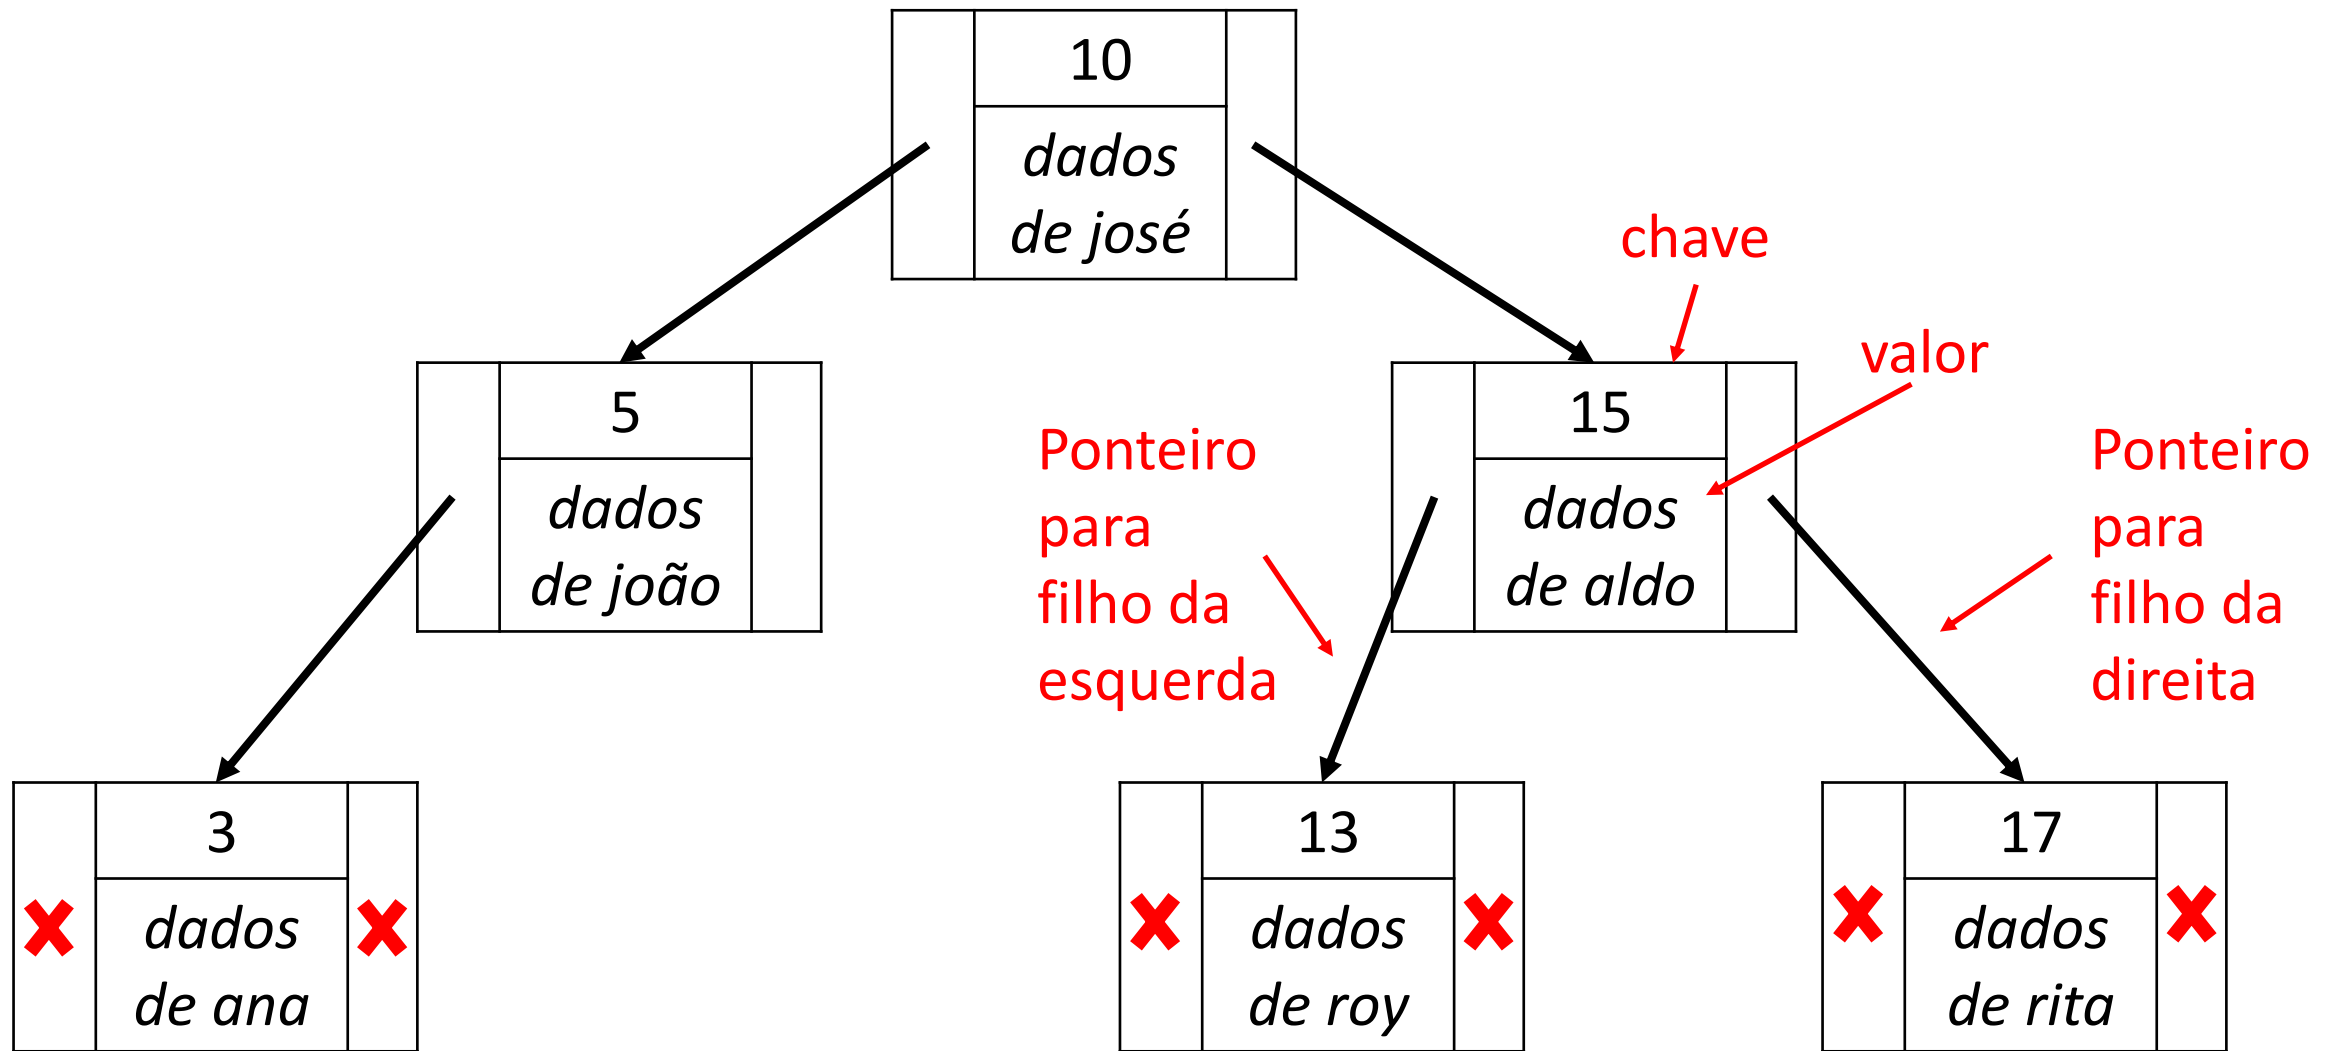 10
dados
de josé
chave
valor
5
dados
de joão
Ponteiro
para
filho da
esquerda
15
dados
de aldo
Ponteiro
para
filho da
direita
3
dados
de ana
13
dados
de roy
17
dados
de rita